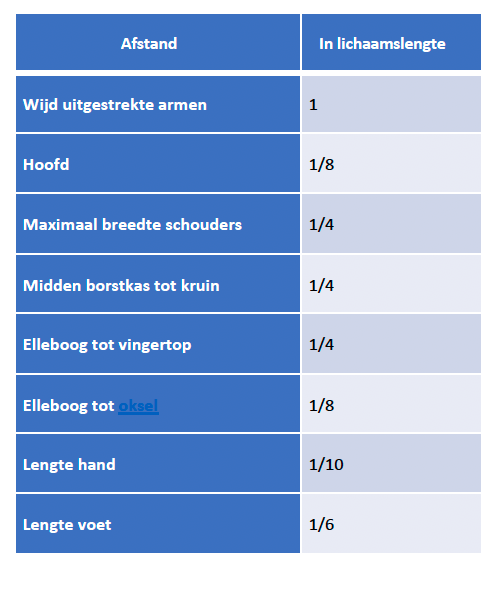 Afstand In lichaamslengte
Wijd uitgestrekte armen 1
Hoofd 1/8
Maximaal breedte schouders 1/4
Midden borstkas tot kruin 1/4
Elleboog tot vingertop 1/4
Elleboog tot oksel 1/8
Lengte hand 1/10
Lengte voet 1/6